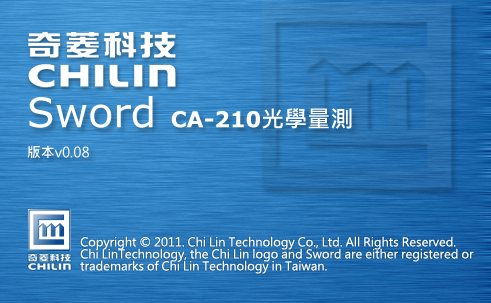 奇菱科技
CHILIN
Sword CA-210光學量測
版本v0.08
奇菱科技
CHILIN
Copyright © 2011. Chi Lin Technology Co., Ltd. All Rights Reserved.
Chi LinTechnology, the Chi Lin logo and Sword are either registered or
trademarks of Chi Lin Technology in Taiwan.